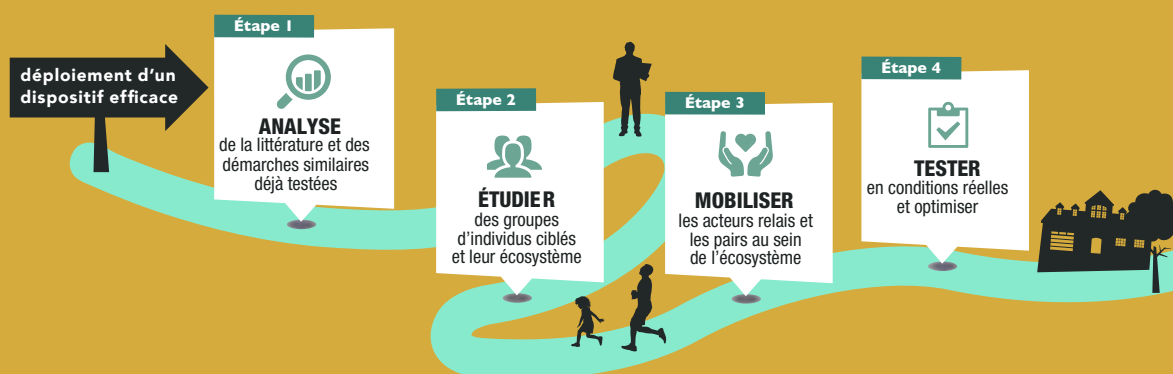 déploiement d'un
dispositif efficace
Étape 1
ANALYSE
de la littérature et des
démarches similaires
déjà testées
Étape 2
ÉTUDIER
des groupes
d'individus ciblés
et leur écosystème
Étape 3
MOBILISER
les acteurs relais et
les pairs au sein
de l'écosystème
Étape 4
TESTER
en conditions réelles
et optimiser